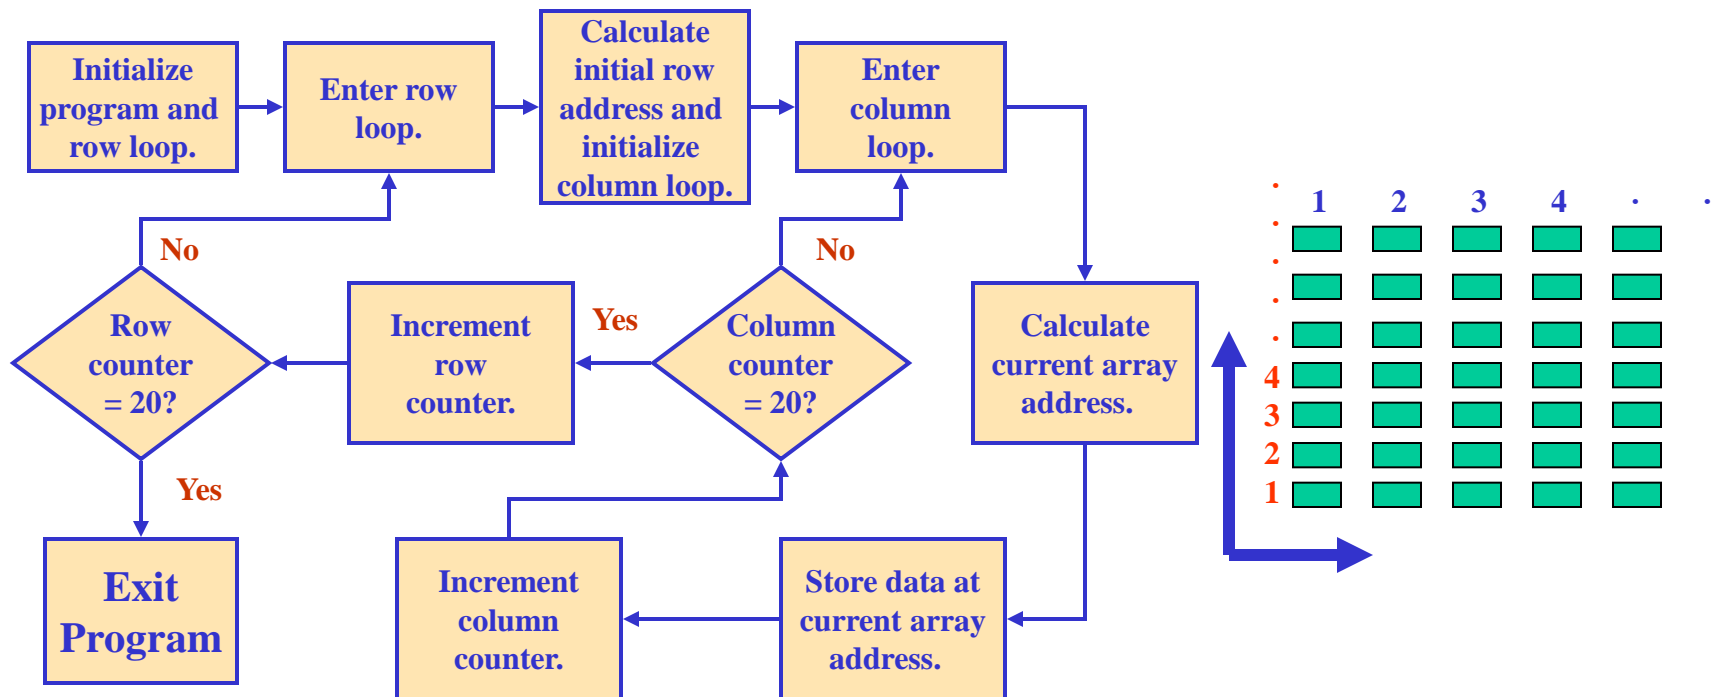 Initialize
program and
row loop.
Enter row
loop.
Calculate
initial row
address and
initialize
column loop.
Enter
column
loop.
No
No
Row
counter
= 20?
Increment
row
counter.
Yes
Column
counter
= 20?
Calculate
current array
address.
Yes
Exit
Program
Increment
column
counter.
Store data at
current array
address.
1 2 3 4 . .
.
.
.
.
.
4
3
2
1